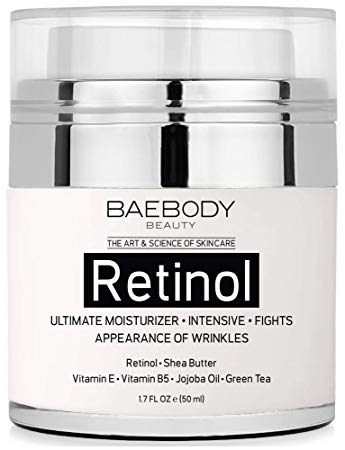 BAEBODY
BEAUTY
THE ART & SCIENCE OF SKINCARE
Retinol
ULTIMATE MOISTURIZER • INTENSIVE • FIGHTS
APPEARANCE OF WRINKLES
Retinol • Shea Butter
Vitamin E • Vitamin B5 • Jojoba Oil • Green Tea
1.7 FL OZ e (50 ml)